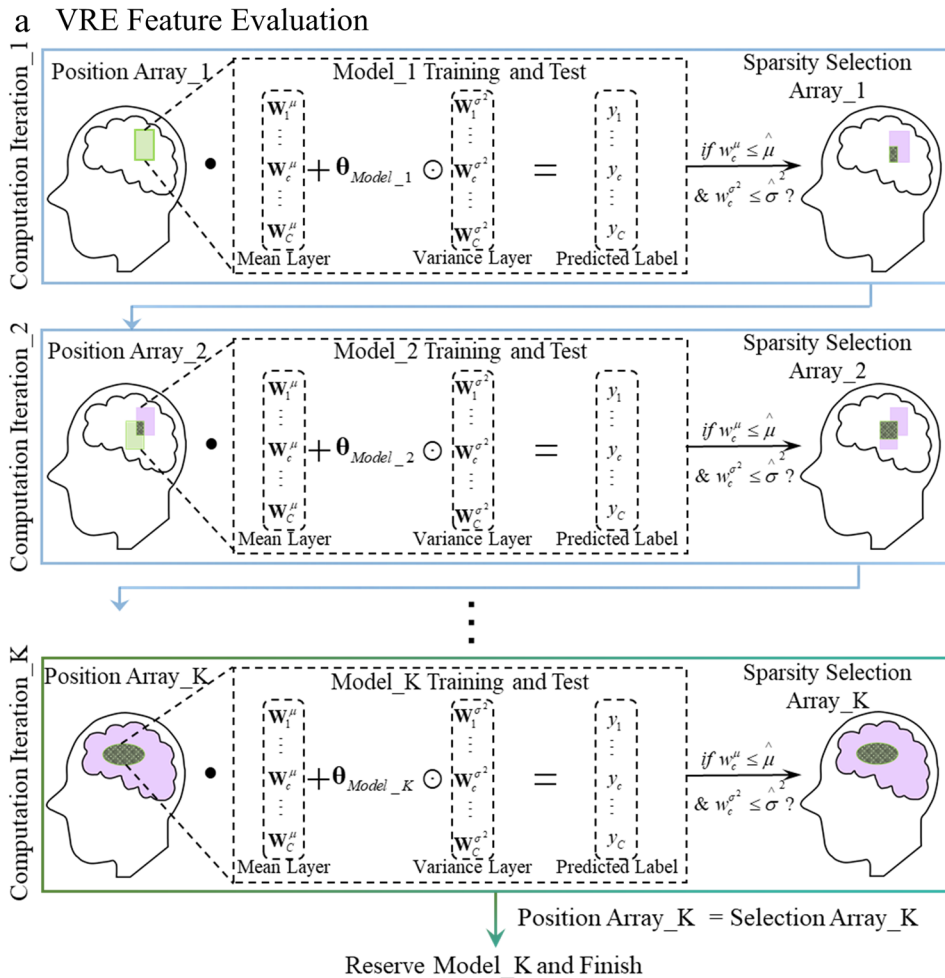 a VRE Feature Evaluation
Computation Iteration_1
Position Array_1
Model_1 Training and Test
Sparsity Selection
Array_1
W₁^μ
⋮
W_c^μ
⋮
W_C^μ
Mean Layer
• + θ_Model_1 ⊙
W₁^σ²
⋮
W_c^σ²
⋮
W_C^σ²
Variance Layer
=
y₁
⋮
y_c
⋮
y_C
Predicted Label
if w_c^μ ≤ μ̂
& w_c^σ² ≤ σ̂² ?
Computation Iteration_2
Position Array_2
Model_2 Training and Test
Sparsity Selection
Array_2
W₁^μ
⋮
W_c^μ
⋮
W_C^μ
Mean Layer
• + θ_Model_2 ⊙
W₁^σ²
⋮
W_c^σ²
⋮
W_C^σ²
Variance Layer
=
y₁
⋮
y_c
⋮
y_C
Predicted Label
if w_c^μ ≤ μ̂
& w_c^σ² ≤ σ̂² ?
⋮
Computation Iteration_K
Position Array_K
Model_K Training and Test
Sparsity Selection
Array_K
W₁^μ
⋮
W_c^μ
⋮
W_C^μ
Mean Layer
• + θ_Model_K ⊙
W₁^σ²
⋮
W_c^σ²
⋮
W_C^σ²
Variance Layer
=
y₁
⋮
y_c
⋮
y_C
Predicted Label
if w_c^μ ≤ μ̂
& w_c^σ² ≤ σ̂² ?
Position Array_K = Selection Array_K
Reserve Model_K and Finish